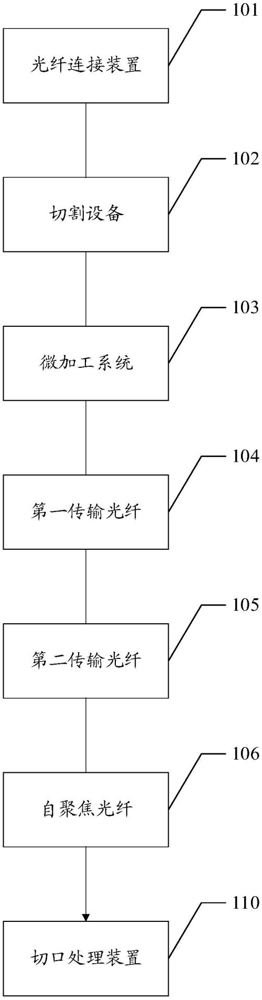 101
光纤连接装置
102
切割设备
103
微加工系统
104
第一传输光纤
105
第二传输光纤
106
自聚焦光纤
110
切口处理装置